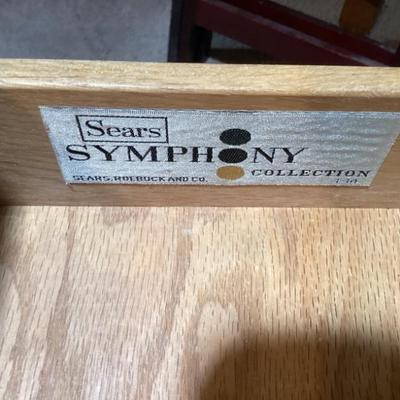 Sears
SYMPHONY
COLLECTION
SEARS, ROEBUCK AND CO.